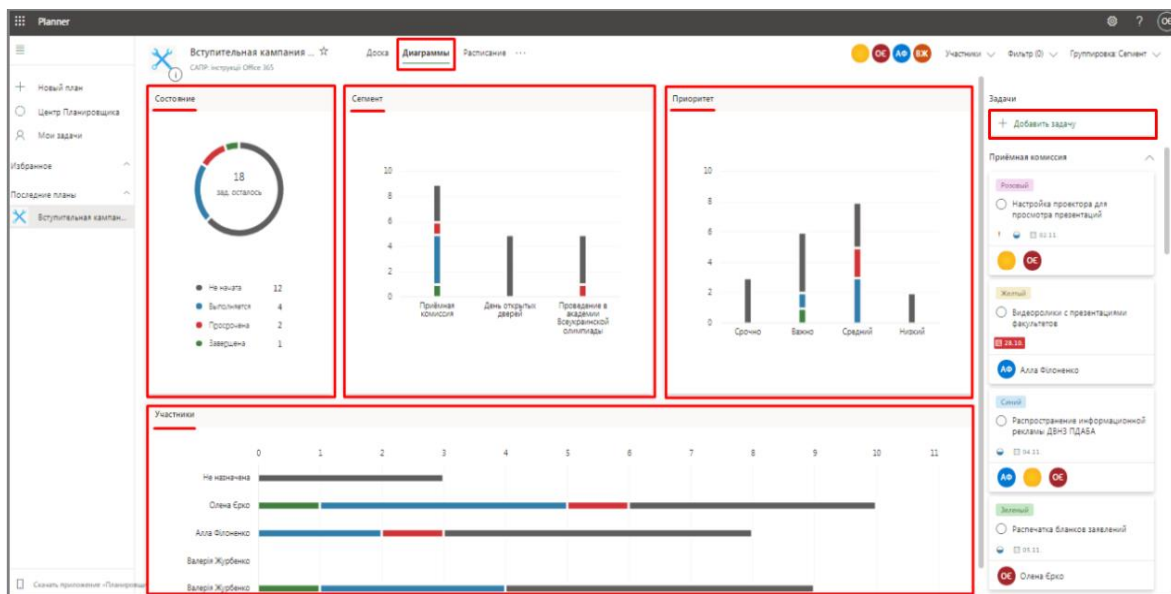 Planner
?
OE
Вступительная кампания ... ☆
САПР: Інструкції Office 365
Доска
Диаграммы
Расписание
...
OE
АФ
ВЖ
Участники
Фильтр (0)
Группировка: Сегмент
Новый план
Центр Планировщика
Мои задачи
Избранное
Последние планы
Вступительная кампан...
Скачать приложение «Планировщ
Состояние
18
зад. осталось
Не начата 12
Выполняется 4
Просрочена 2
Завершена 1
Сегмент
10
8
6
4
2
0
Приёмная
комиссия
День открытых
дверей
Проведение в
академии
Всеукраинской
олимпиады
Приоритет
10
8
6
4
2
0
Срочно
Важно
Средний
Низкий
Участники
0 1 2 3 4 5 6 7 8 9 10 11
Не назначена
Олена Єрко
Алла Філоненко
Валерія Журбенко
Валерія Журбенко
Задачи
+ Добавить задачу
Приёмная комиссия
Розовый
Настройка проектора для
просмотра презентаций
02.11.
OE
Желтый
Видеоролики с презентациями
факультетов
28.10.
АФ Алла Філоненко
Синий
Распространение информационной
рекламы ДВНЗ ПДАБА
04.11.
АФ
OE
Зеленый
Распечатка бланков заявлений
05.11.
OE Олена Єрко